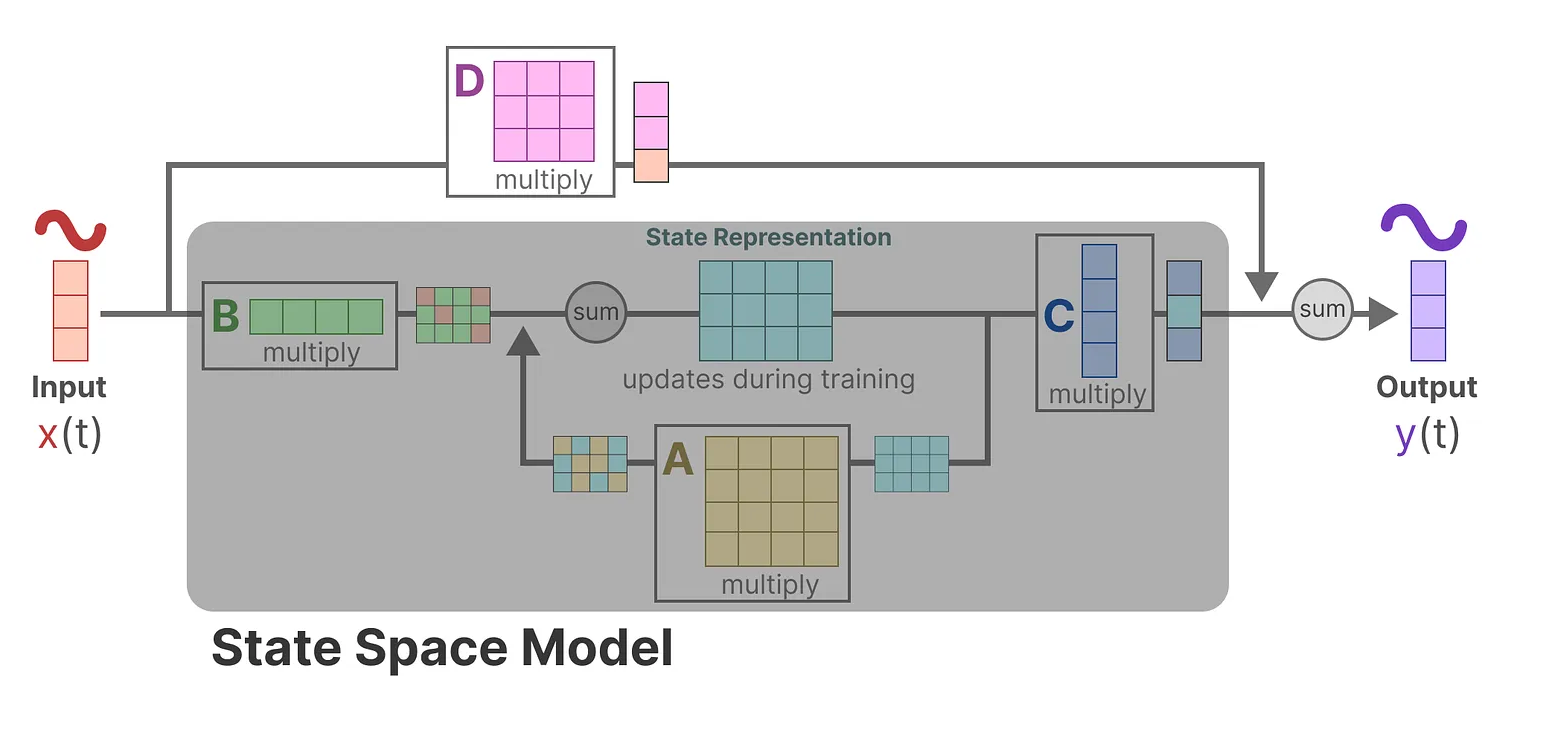 D
multiply
State Representation
B
multiply
sum
updates during training
C
multiply
sum
Input
x(t)
Output
y(t)
A
multiply
State Space Model